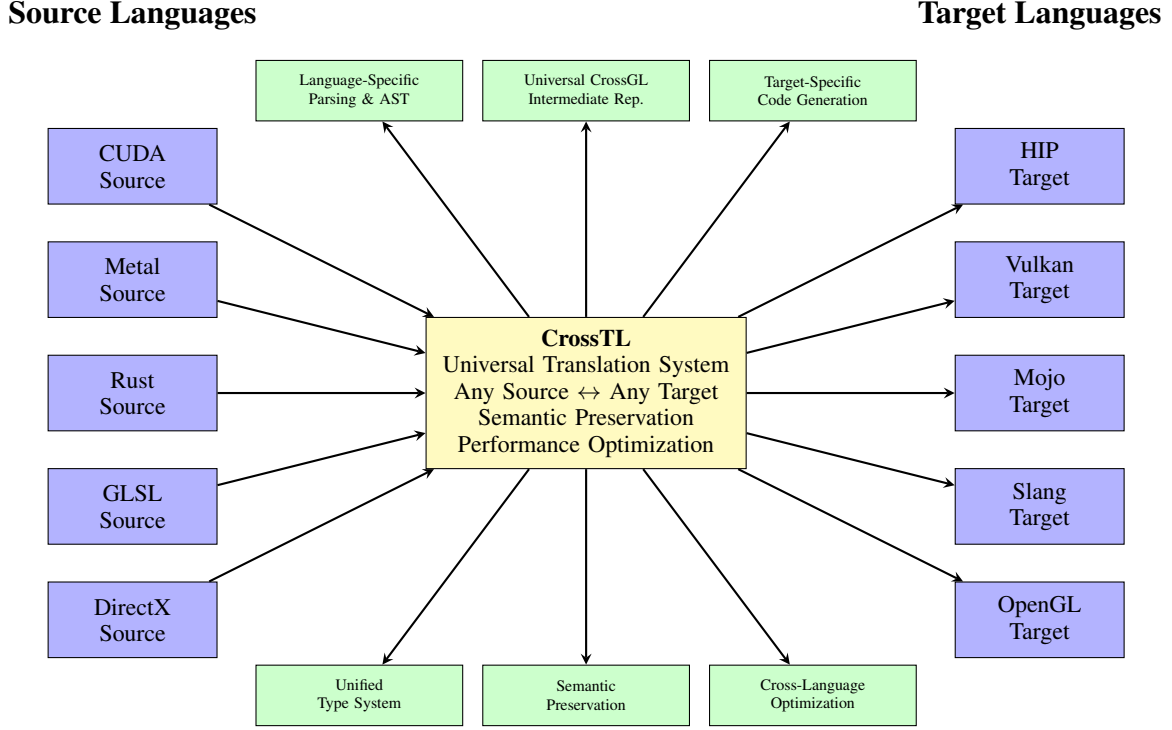 Source Languages
Target Languages
Language-Specific
Parsing & AST
Universal CrossGL
Intermediate Rep.
Target-Specific
Code Generation
CUDA
Source
Metal
Source
Rust
Source
GLSL
Source
DirectX
Source
CrossTL
Universal Translation System
Any Source ↔ Any Target
Semantic Preservation
Performance Optimization
HIP
Target
Vulkan
Target
Mojo
Target
Slang
Target
OpenGL
Target
Unified
Type System
Semantic
Preservation
Cross-Language
Optimization